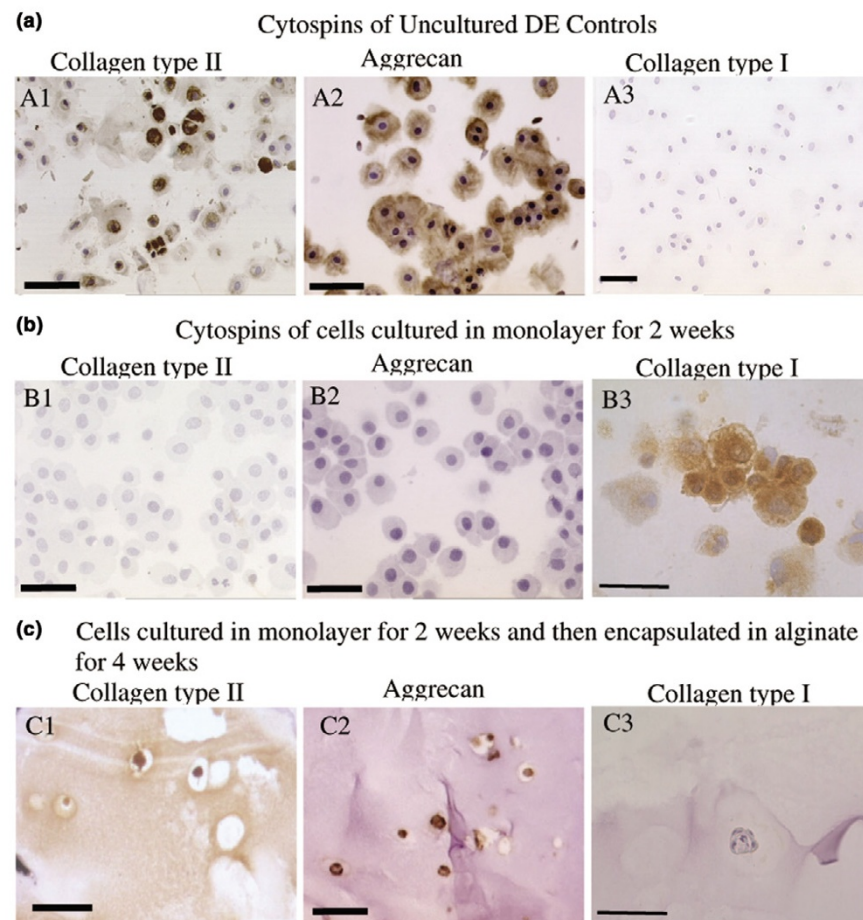 (a) Cytospins of Uncultured DE Controls
Collagen type II Aggrecan Collagen type I
A1 A2 A3
(b) Cytospins of cells cultured in monolayer for 2 weeks
Collagen type II Aggrecan Collagen type I
B1 B2 B3
(c) Cells cultured in monolayer for 2 weeks and then encapsulated in alginate
for 4 weeks
Collagen type II Aggrecan Collagen type I
C1 C2 C3